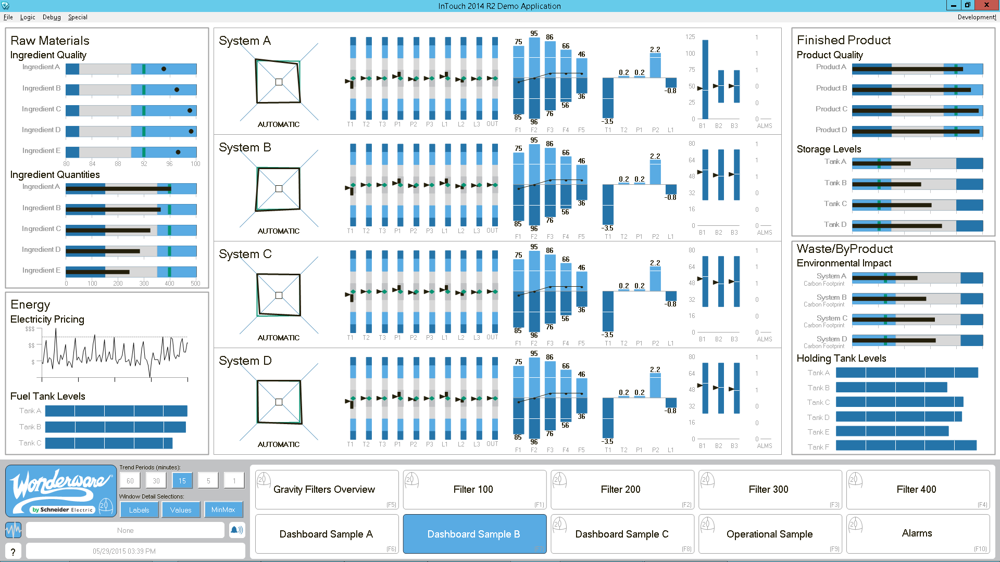 InTouch 2014 R2 Demo Application
File Logic Debug Special Development!
Raw Materials
Ingredient Quality
Ingredient A
Ingredient B
Ingredient C
Ingredient D
Ingredient E
80 84 88 92 96 100
Ingredient Quantities
Ingredient A
Ingredient B
Ingredient C
Ingredient D
Ingredient E
0 100 200 300 400 500
Energy
Electricity Pricing
$$$
$$
$
Fuel Tank Levels
Tank A
Tank B
Tank C
System A
AUTOMATIC
T1 T2 T3 P1 P2 P3 L1 L2 L3 OUT
75 95 86 66 46
85 96 76 56 36
F1 F2 F3 F4 F5
-3.5 0.2 0.2 2.2 -0.8
T1 T2 P1 P2 L1
125
100
75
50
25
0
B1 B2 B3
1
1
1
0
0
0
ALMS
System B
AUTOMATIC
T1 T2 T3 P1 P2 P3 L1 L2 L3 OUT
75 95 86 66 46
85 96 76 56 36
F1 F2 F3 F4 F5
-3.5 0.2 0.2 2.2 -0.8
T1 T2 P1 P2 L1
80
64
48
32
16
0
B1 B2 B3
1
1
1
0
0
0
ALMS
System C
AUTOMATIC
T1 T2 T3 P1 P2 P3 L1 L2 L3 OUT
75 95 86 66 46
85 96 76 56 36
F1 F2 F3 F4 F5
-3.5 0.2 0.2 2.2 -0.8
T1 T2 P1 P2 L1
80
64
48
32
16
0
B1 B2 B3
1
1
1
0
0
0
ALMS
System D
AUTOMATIC
T1 T2 T3 P1 P2 P3 L1 L2 L3 OUT
75 95 86 66 46
85 96 76 56 36
F1 F2 F3 F4 F5
-3.5 0.2 0.2 2.2 -0.8
T1 T2 P1 P2 L1
80
64
48
32
16
0
B1 B2 B3
1
1
1
0
0
0
ALMS
Finished Product
Product Quality
Product A
Product B
Product C
Product D
Storage Levels
Tank A
Tank B
Tank C
Tank D
Waste/ByProduct
Environmental Impact
System A
Carbon Footprint
System B
Carbon Footprint
System C
Carbon Footprint
System D
Carbon Footprint
Holding Tank Levels
Tank A
Tank B
Tank C
Tank D
Tank E
Tank F
Wonderware
by Schneider Electric
20
Trend Periods (minutes):
60 30 15 5 1
Window Detail Selections:
Labels Values MinMax
None
?
05/29/2015 03:39 PM
20 Gravity Filters Overview (F5)
20 Filter 100 (F1)
20 Filter 200 (F2)
20 Filter 300 (F3)
20 Filter 400 (F4)
Dashboard Sample A (F6)
Dashboard Sample B
20 Dashboard Sample C (F8)
20 Operational Sample (F9)
20 Alarms (F10)